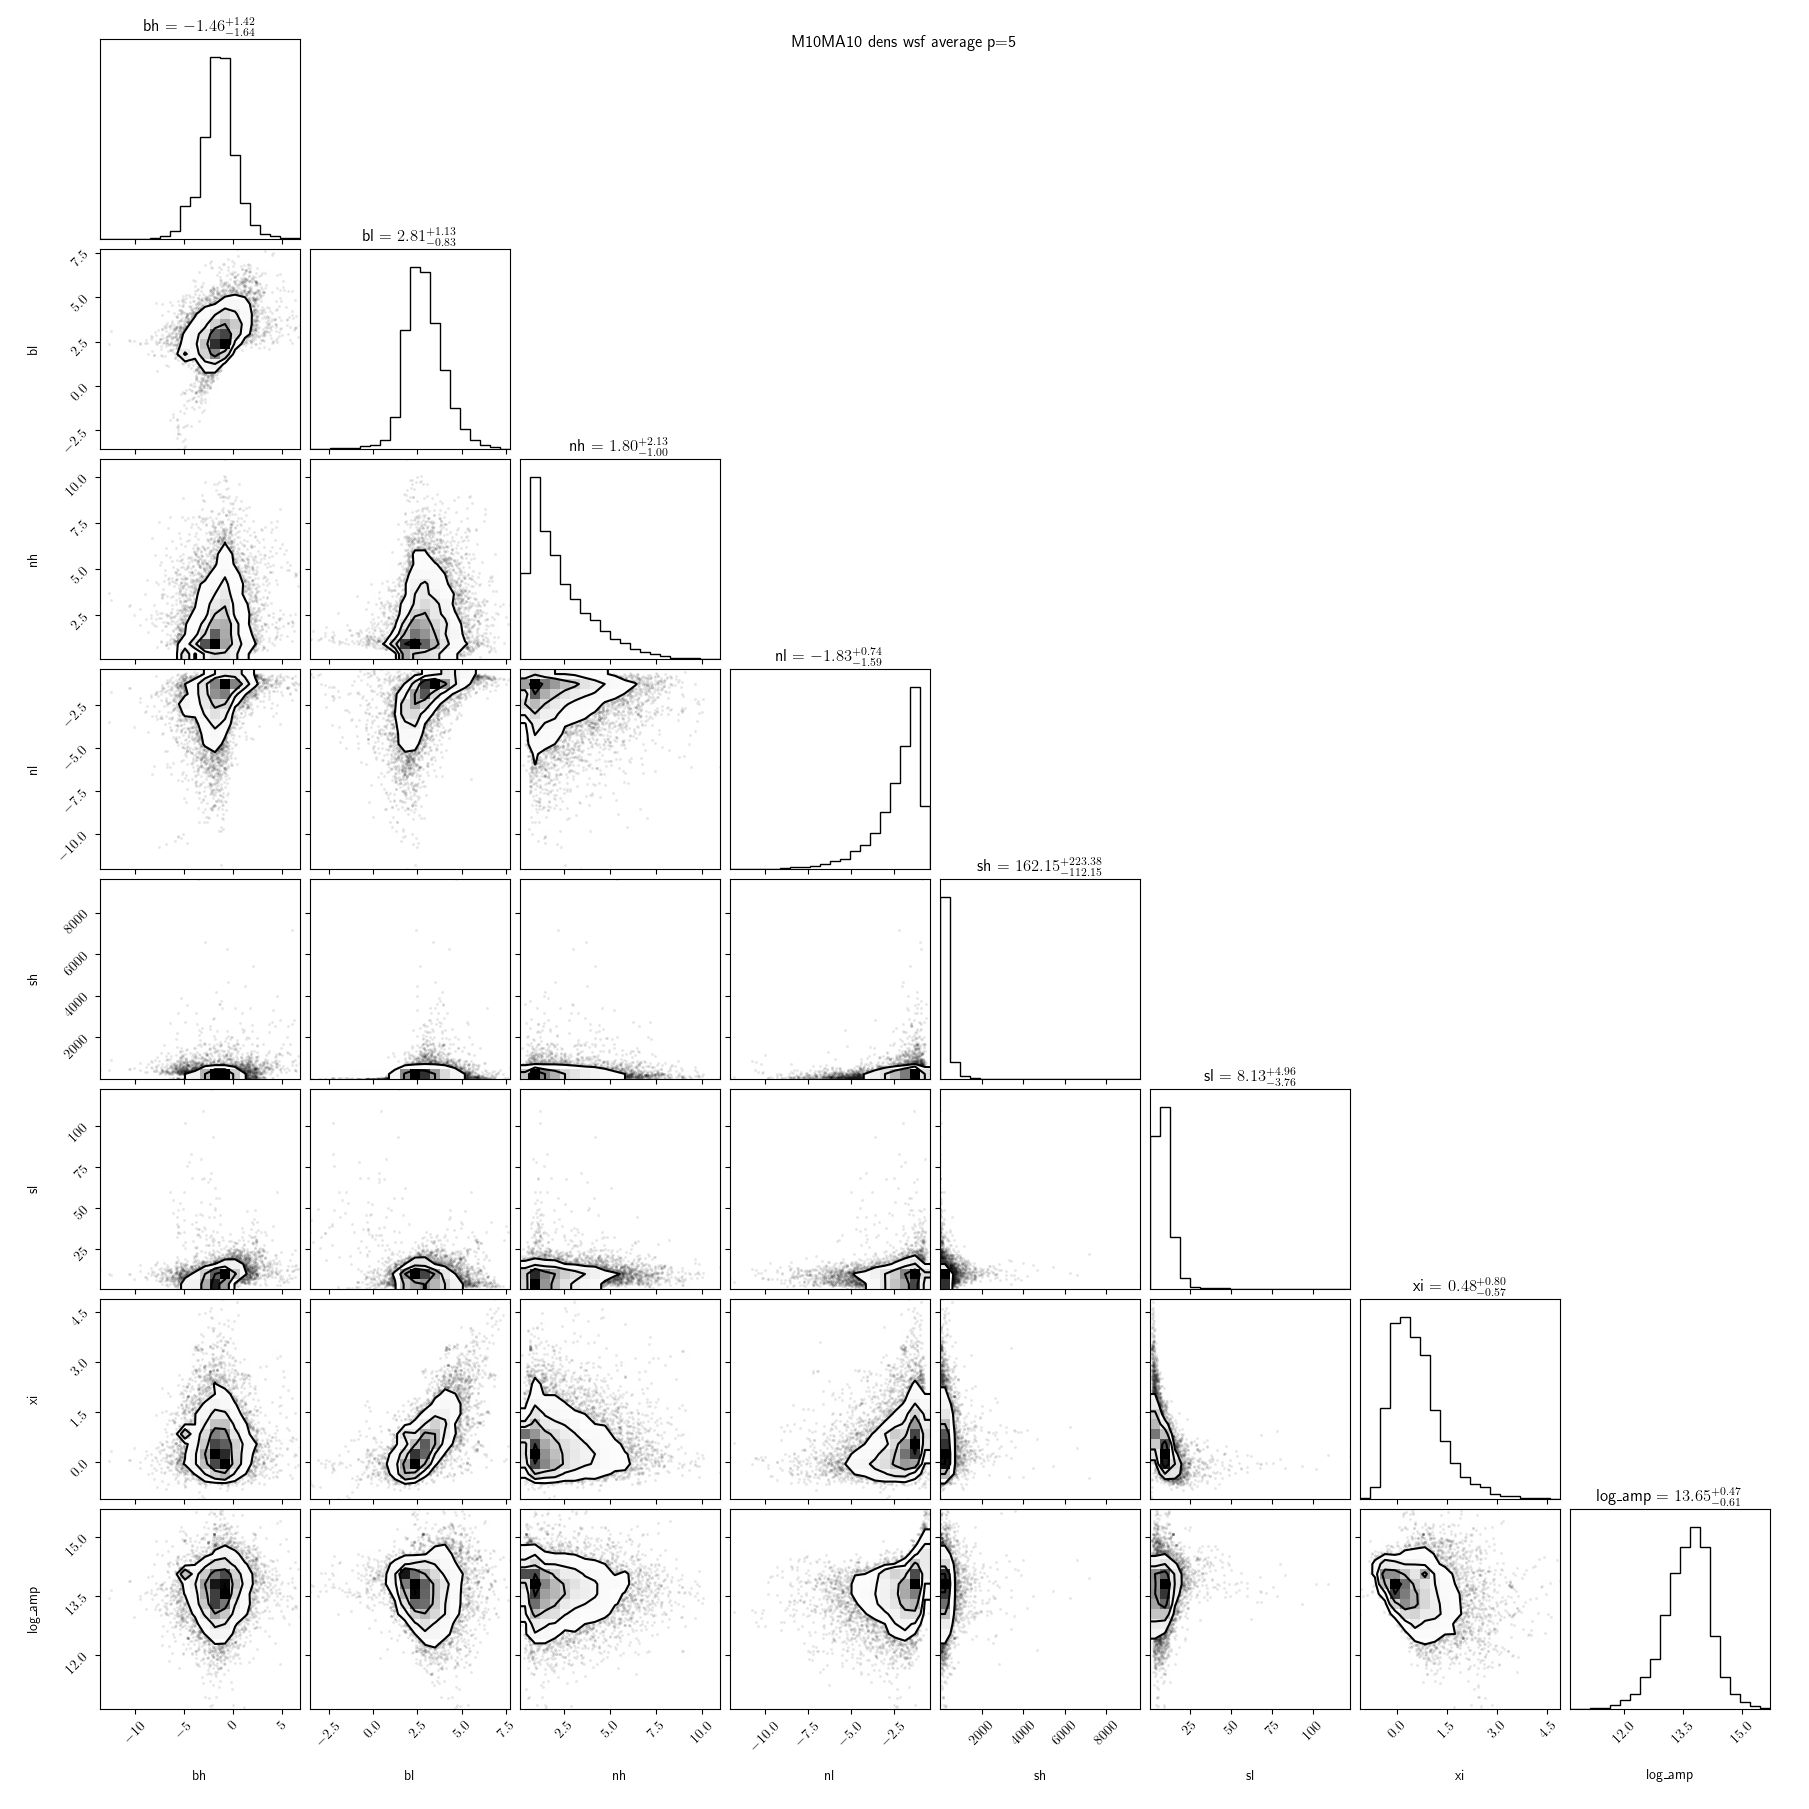 M10MA10 dens wsf average p=5
bh = −1.46+1.42−1.64
bl = 2.81+1.13−0.83
7.5
5.0
2.5
0.0
−2.5
bl
nh = 1.80+2.13−1.00
10.0
7.5
5.0
2.5
nh
nl = −1.83+0.74−1.59
−2.5
−5.0
−7.5
−10.0
nl
sh = 162.15+223.38−112.15
8000
6000
4000
2000
sh
sl = 8.13+4.96−3.76
100
75
50
25
sl
xi = 0.48+0.80−0.57
4.5
3.0
1.5
0.0
xi
log_amp = 13.65+0.47−0.61
15.0
13.5
12.0
log_amp
−10 −5 0 5
−2.5 0.0 2.5 5.0 7.5
2.5 5.0 7.5 10.0
−10.0 −7.5 −5.0 −2.5
2000 4000 6000 8000
25 50 75 100
0.0 1.5 3.0 4.5
12.0 13.5 15.0
bh bl nh nl sh sl xi log_amp